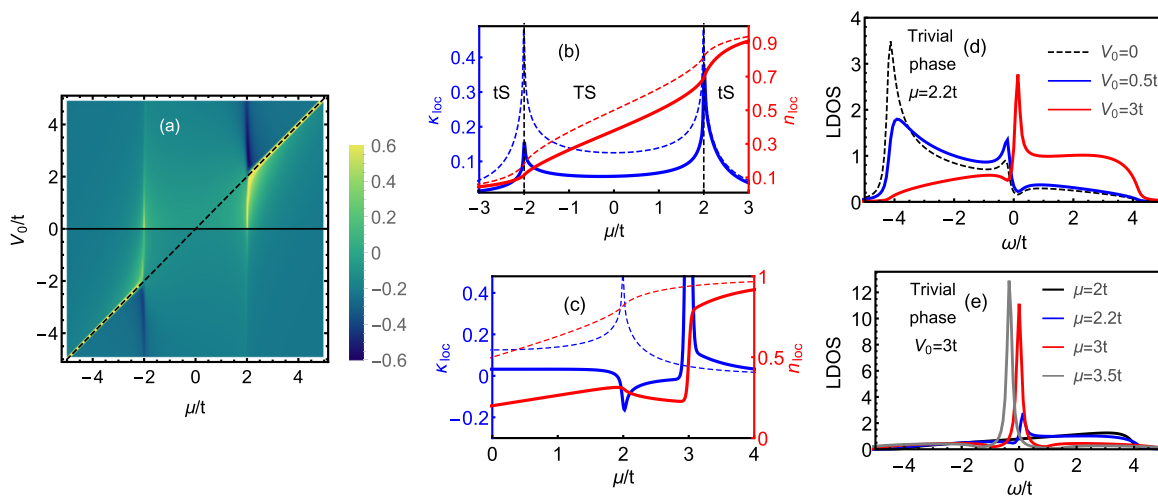 (a)
V₀/t
4
2
0
−2
−4
−4 −2 0 2 4
μ/t
0.6
0.4
0.2
0
−0.2
−0.4
−0.6
(b)
κloc
0.4
0.3
0.2
0.1
tS TS tS
0.9
0.7
0.5
0.3
0.1
nloc
−3 −2 −1 0 1 2 3
μ/t
(c)
κloc
0.4
0.2
0
−0.2
1
0.5
0
nloc
0 1 2 3 4
μ/t
(d)
Trivial
phase
μ=2.2t
V₀=0
V₀=0.5t
V₀=3t
LDOS
4
3
2
1
0
−4 −2 0 2 4
ω/t
(e)
Trivial
phase
V₀=3t
μ=2t
μ=2.2t
μ=3t
μ=3.5t
LDOS
12
10
8
6
4
2
0
−4 −2 0 2 4
ω/t